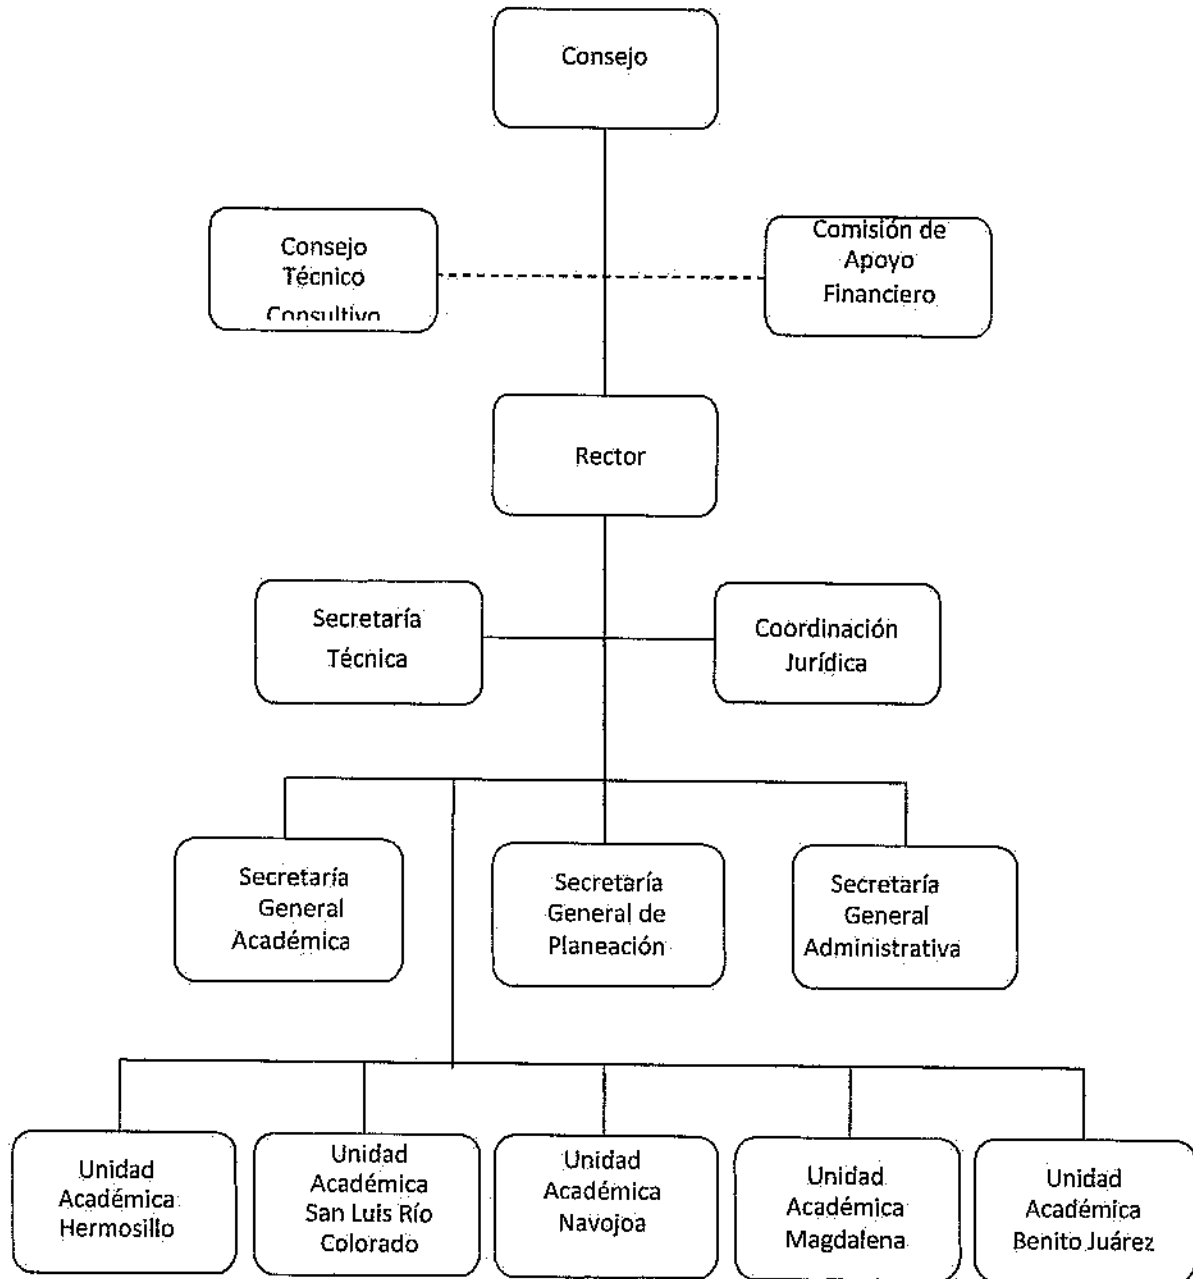 Consejo
Consejo
Técnico
Consultivo
Comisión de
Apoyo
Financiero
Rector
Secretaría
Técnica
Coordinación
Jurídica
Secretaría
General
Académica
Secretaría
General de
Planeación
Secretaría
General
Administrativa
Unidad
Académica
Hermosillo
Unidad
Académica
San Luis Río
Colorado
Unidad
Académica
Navojoa
Unidad
Académica
Magdalena
Unidad
Académica
Benito Juárez